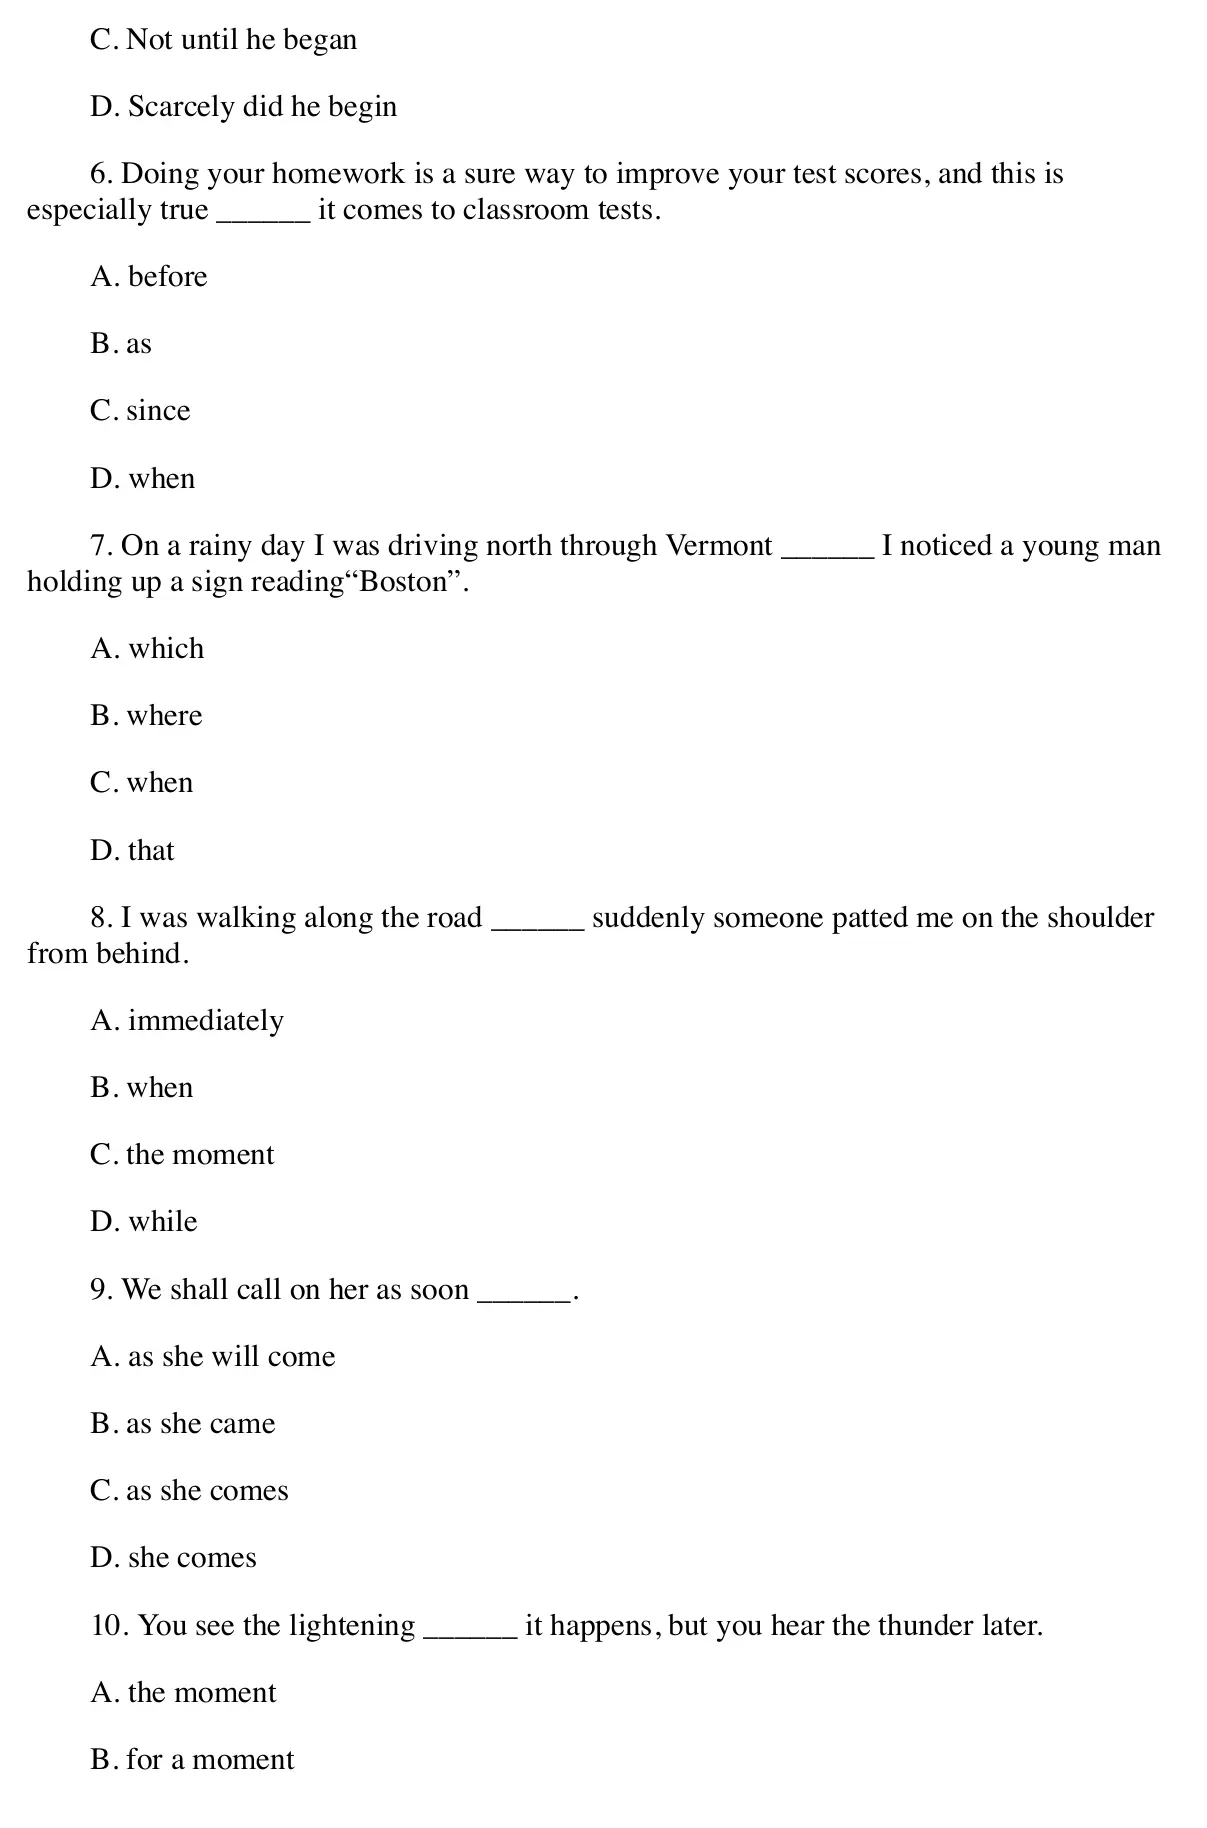 C. Not until he began
D. Scarcely did he begin
6. Doing your homework is a sure way to improve your test scores, and this is
especially true ______ it comes to classroom tests.
A. before
B. as
C. since
D. when
7. On a rainy day I was driving north through Vermont ______ I noticed a young man
holding up a sign reading“Boston”.
A. which
B. where
C. when
D. that
8. I was walking along the road ______ suddenly someone patted me on the shoulder
from behind.
A. immediately
B. when
C. the moment
D. while
9. We shall call on her as soon ______.
A. as she will come
B. as she came
C. as she comes
D. she comes
10. You see the lightening ______ it happens, but you hear the thunder later.
A. the moment
B. for a moment